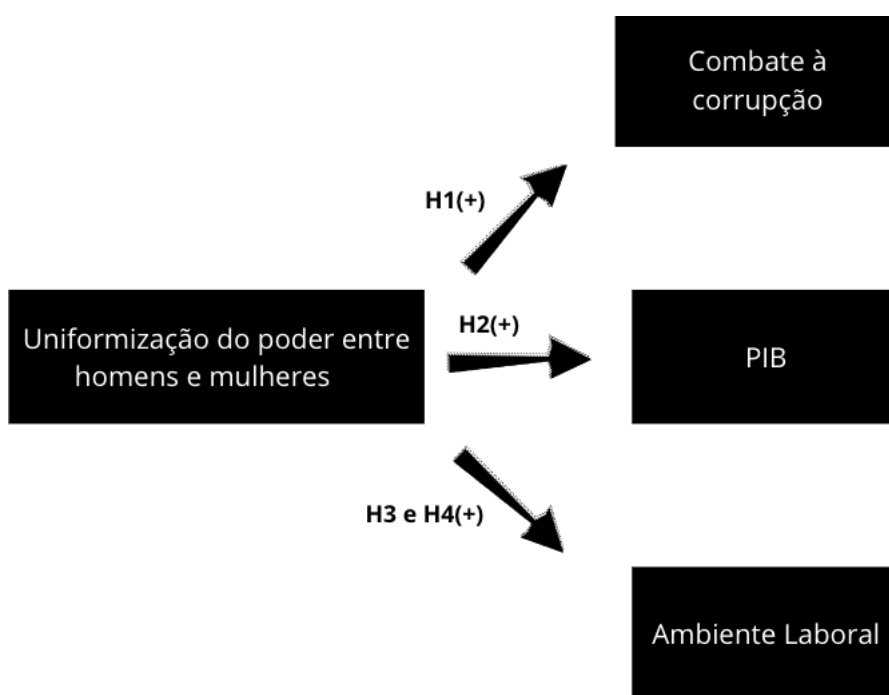 Combate à
corrupção
H1(+)
H2(+)
Uniformização do poder entre
homens e mulheres
PIB
H3 e H4(+)
Ambiente Laboral